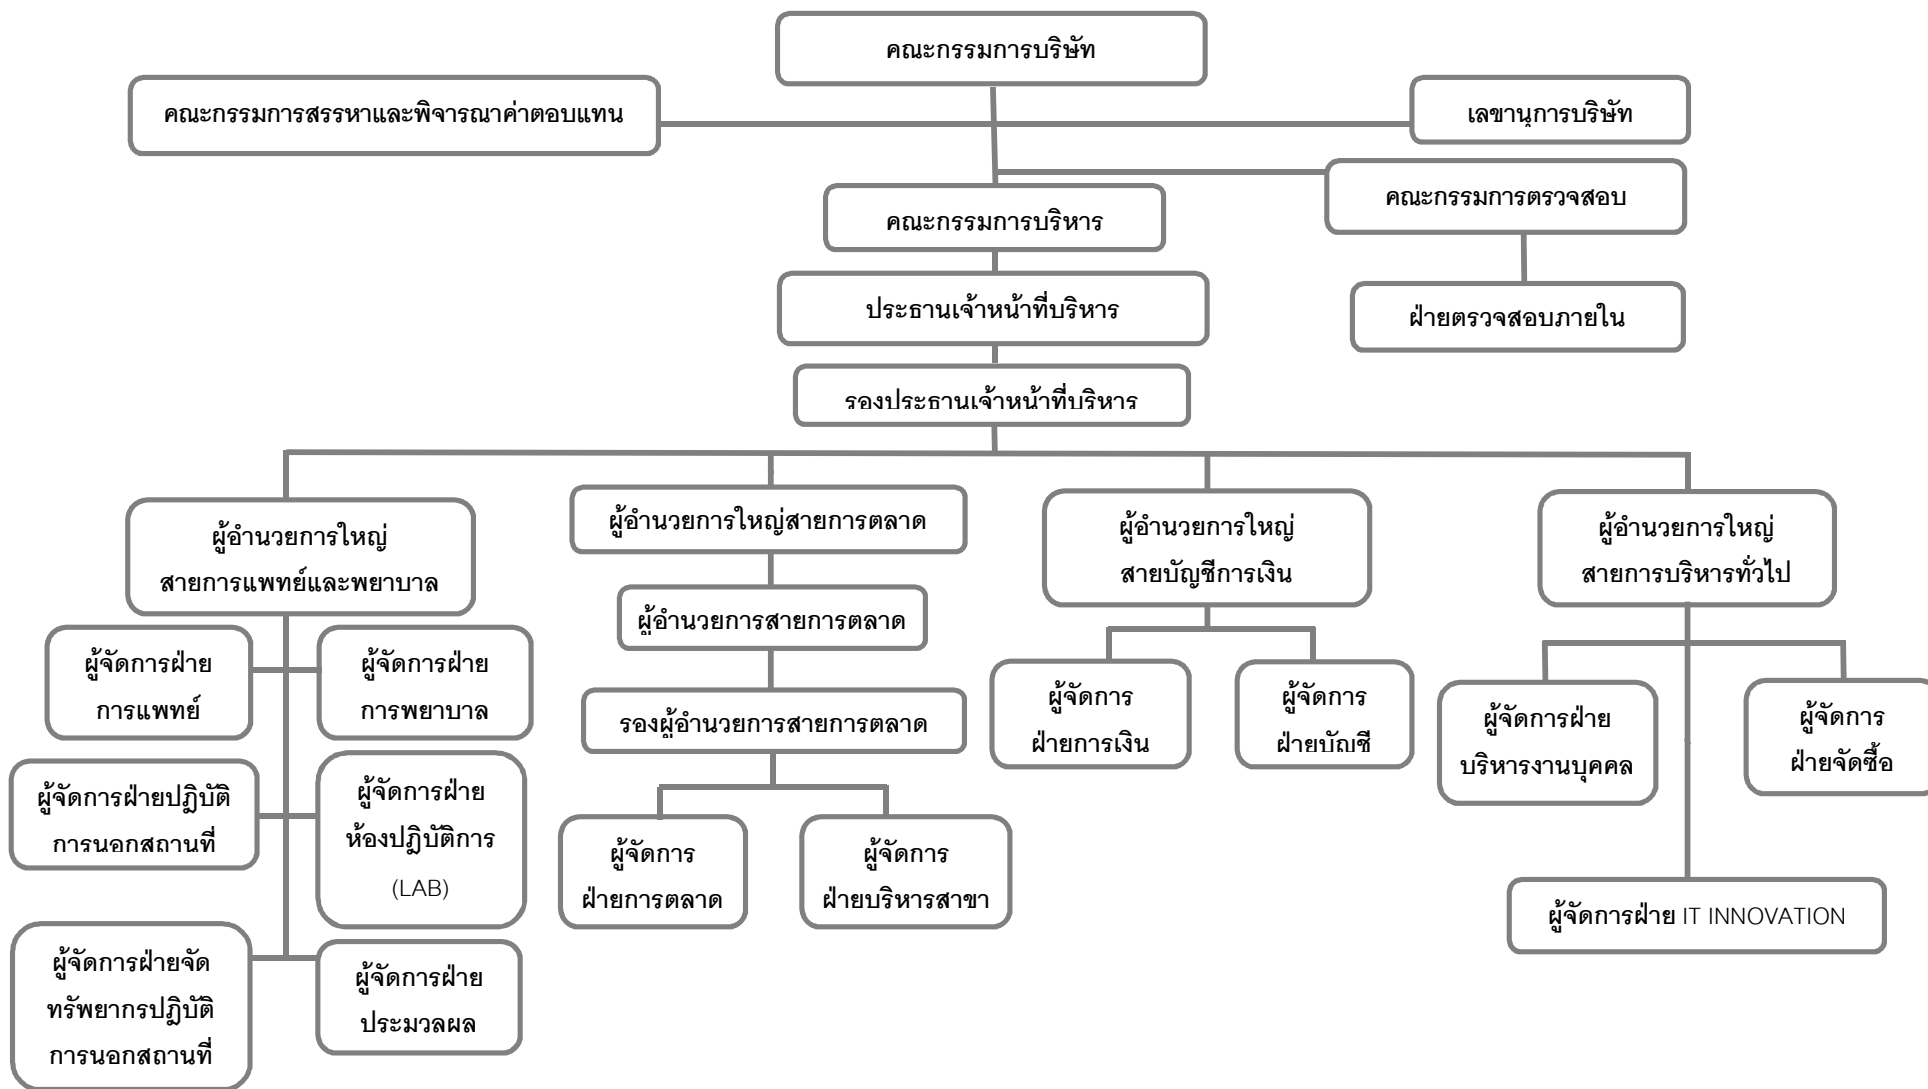 คณะกรรมการบริษัท
คณะกรรมการสรรหาและพิจารณาค่าตอบแทน
เลขานุการบริษัท
คณะกรรมการตรวจสอบ
คณะกรรมการบริหาร
ประธานเจ้าหน้าที่บริหาร
ฝ่ายตรวจสอบภายใน
รองประธานเจ้าหน้าที่บริหาร
ผู้อำนวยการใหญ่
สายการแพทย์และพยาบาล
ผู้อำนวยการใหญ่สายการตลาด
ผู้อำนวยการใหญ่
สายบัญชีการเงิน
ผู้อำนวยการใหญ่
สายการบริหารทั่วไป
ผู้อำนวยการสายการตลาด
รองผู้อำนวยการสายการตลาด
ผู้จัดการฝ่าย
การแพทย์
ผู้จัดการฝ่าย
การพยาบาล
ผู้จัดการ
ฝ่ายการเงิน
ผู้จัดการ
ฝ่ายบัญชี
ผู้จัดการฝ่าย
บริหารงานบุคคล
ผู้จัดการ
ฝ่ายจัดซื้อ
ผู้จัดการฝ่ายปฎิบัติ
การนอกสถานที่
ผู้จัดการฝ่าย
ห้องปฎิบัติการ
(LAB)
ผู้จัดการ
ฝ่ายการตลาด
ผู้จัดการ
ฝ่ายบริหารสาขา
ผู้จัดการฝ่าย IT INNOVATION
ผู้จัดการฝ่ายจัด
ทรัพยากรปฎิบัติ
การนอกสถานที่
ผู้จัดการฝ่าย
ประมวลผล